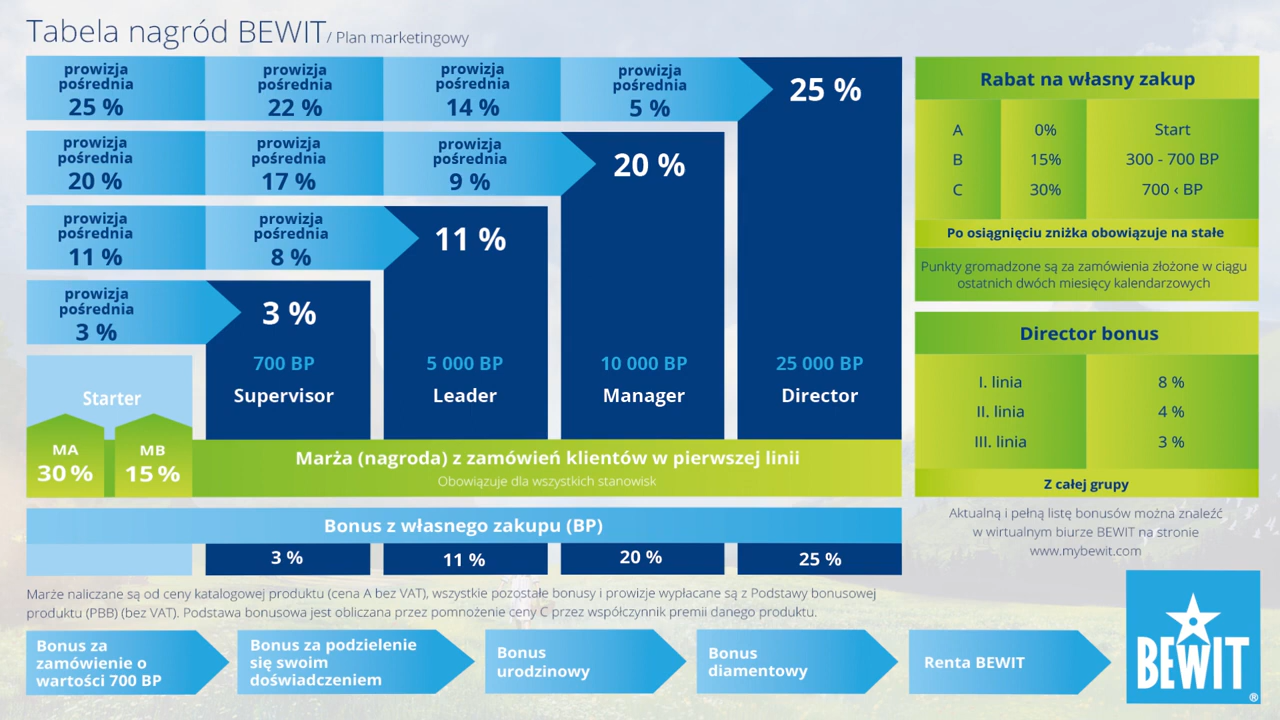 Tabela nagród BEWIT / Plan marketingowy
prowizja
pośrednia
25 %
prowizja
pośrednia
22 %
prowizja
pośrednia
14 %
prowizja
pośrednia
5 %
25 %
prowizja
pośrednia
20 %
prowizja
pośrednia
17 %
prowizja
pośrednia
9 %
20 %
prowizja
pośrednia
11 %
prowizja
pośrednia
8 %
11 %
prowizja
pośrednia
3 %
3 %
700 BP
Supervisor
5 000 BP
Leader
10 000 BP
Manager
25 000 BP
Director
Starter
MA
30 %
MB
15 %
Marża (nagroda) z zamówień klientów w pierwszej linii
Obowiązuje dla wszystkich stanowisk
Bonus z własnego zakupu (BP)
3 %
11 %
20 %
25 %
Marże naliczane są od ceny katalogowej produktu (cena A bez VAT), wszystkie pozostałe bonusy i prowizje wypłacane są z Podstawy bonusowej
produktu (PBB) (bez VAT). Podstawa bonusowa jest obliczana przez pomnożenie ceny C przez współczynnik premii danego produktu.
Bonus za
zamówienie o
wartości 700 BP
Bonus za podzielenie
się swoim
doświadczeniem
Bonus
urodzinowy
Bonus
diamentowy
Renta BEWIT
Rabat na własny zakup
A 0% Start
B 15% 300 - 700 BP
C 30% 700 ‹ BP
Po osiągnięciu zniżka obowiązuje na stałe
Punkty gromadzone są za zamówienia złożone w ciągu
ostatnich dwóch miesięcy kalendarzowych
Director bonus
I. linia 8 %
II. linia 4 %
III. linia 3 %
Z całej grupy
Aktualną i pełną listę bonusów można znaleźć
w wirtualnym biurze BEWIT na stronie
www.mybewit.com
BEWIT
®